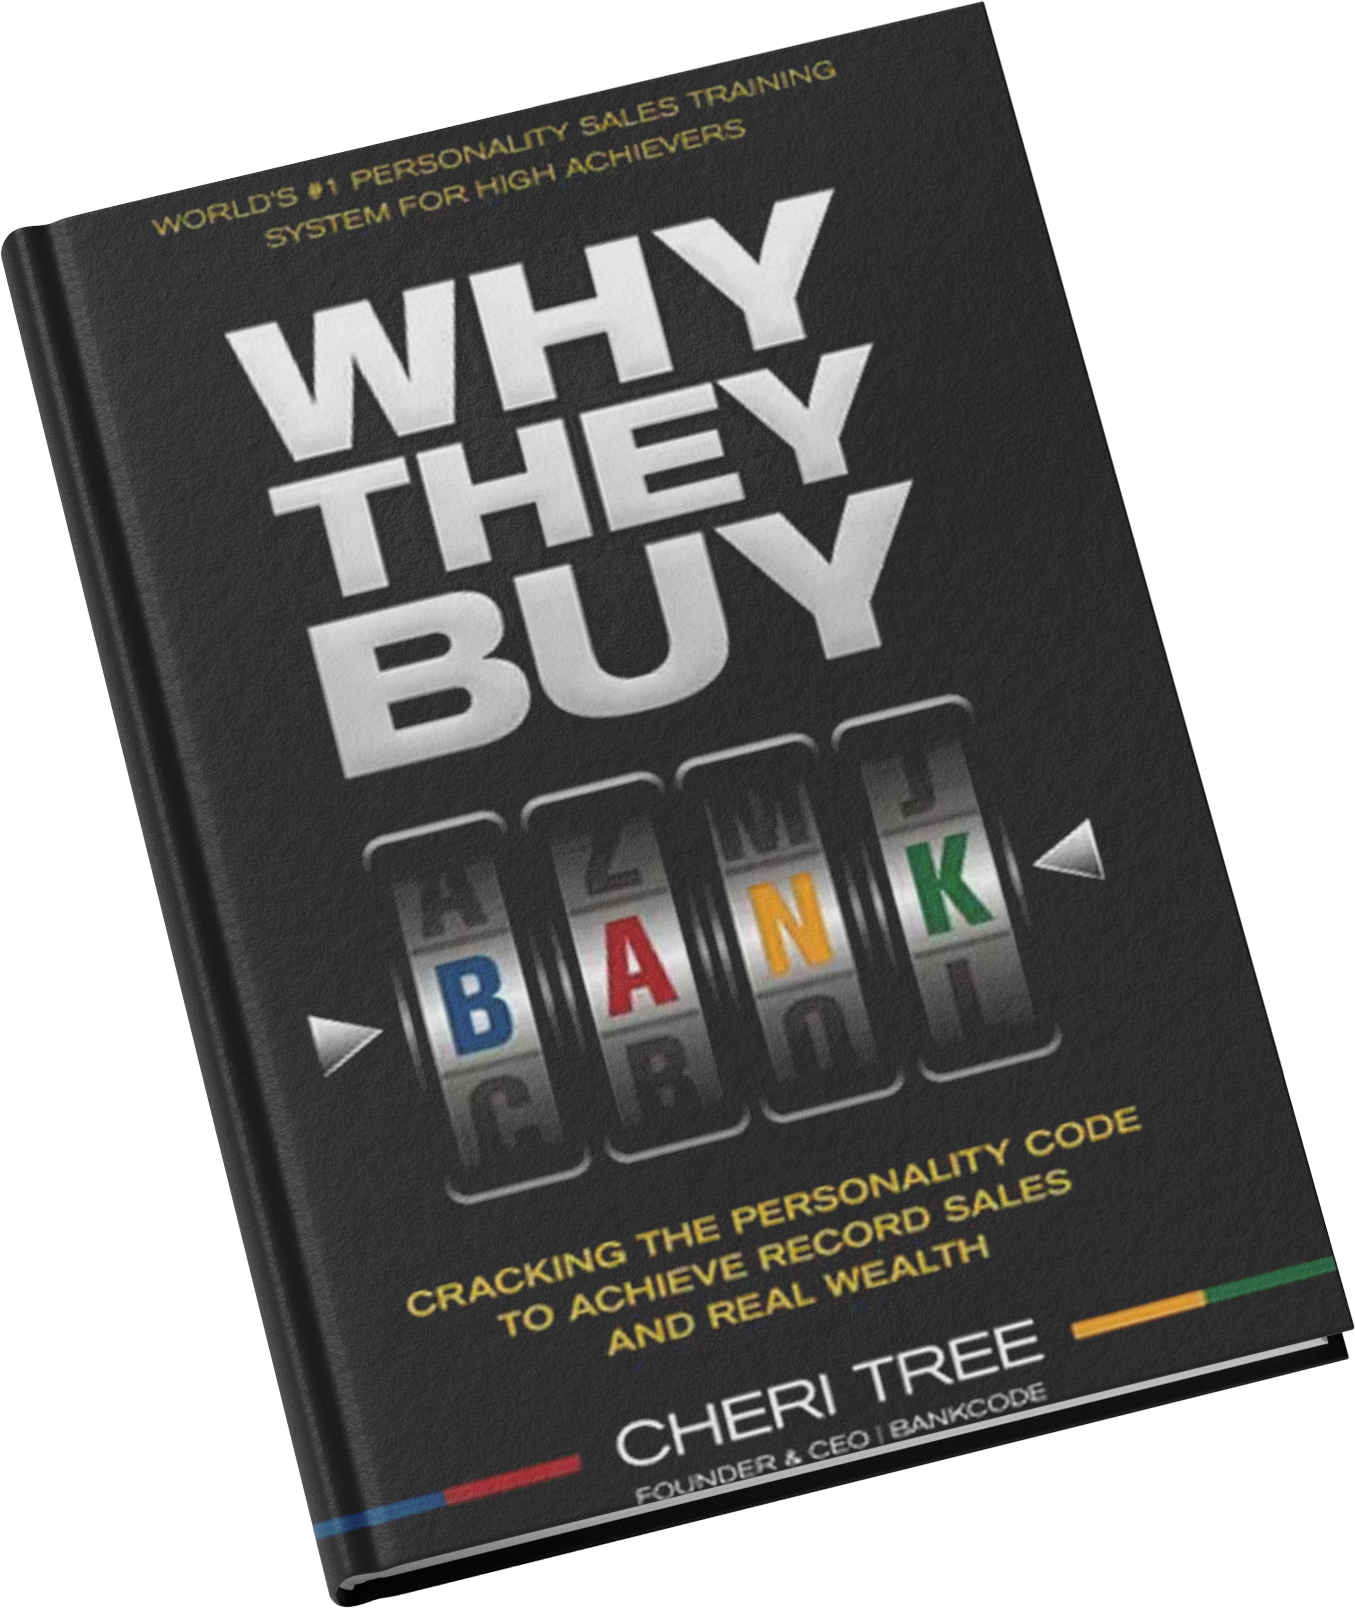 WORLD'S #1 PERSONALITY SALES TRAINING
SYSTEM FOR HIGH ACHIEVERS
WHY
THEY
BUY
A Z M J
B A N K
C B O L
CRACKING THE PERSONALITY CODE
TO ACHIEVE RECORD SALES
AND REAL WEALTH
CHERI TREE
FOUNDER & CEO | BANKCODE